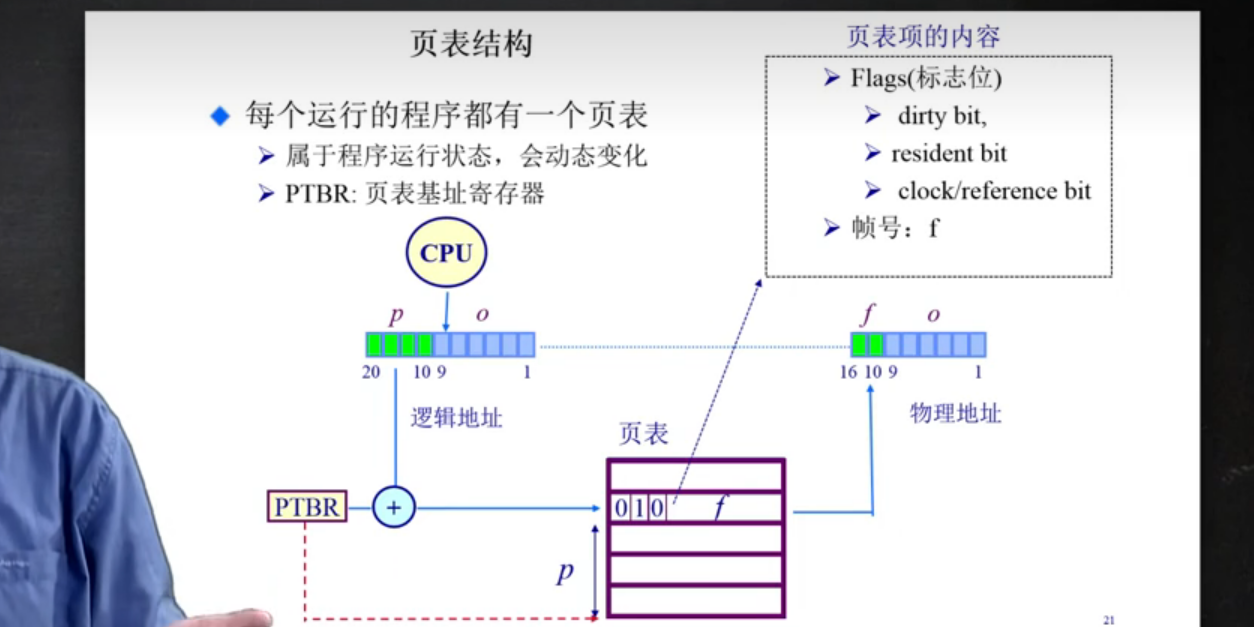 页表结构
每个运行的程序都有一个页表
属于程序运行状态，会动态变化
PTBR: 页表基址寄存器
页表项的内容
Flags(标志位)
dirty bit,
resident bit
clock/reference bit
帧号：f
CPU
p o
20 10 9 1
逻辑地址
f o
16 10 9 1
物理地址
页表
PTBR
+
0 1 0 f
p
21